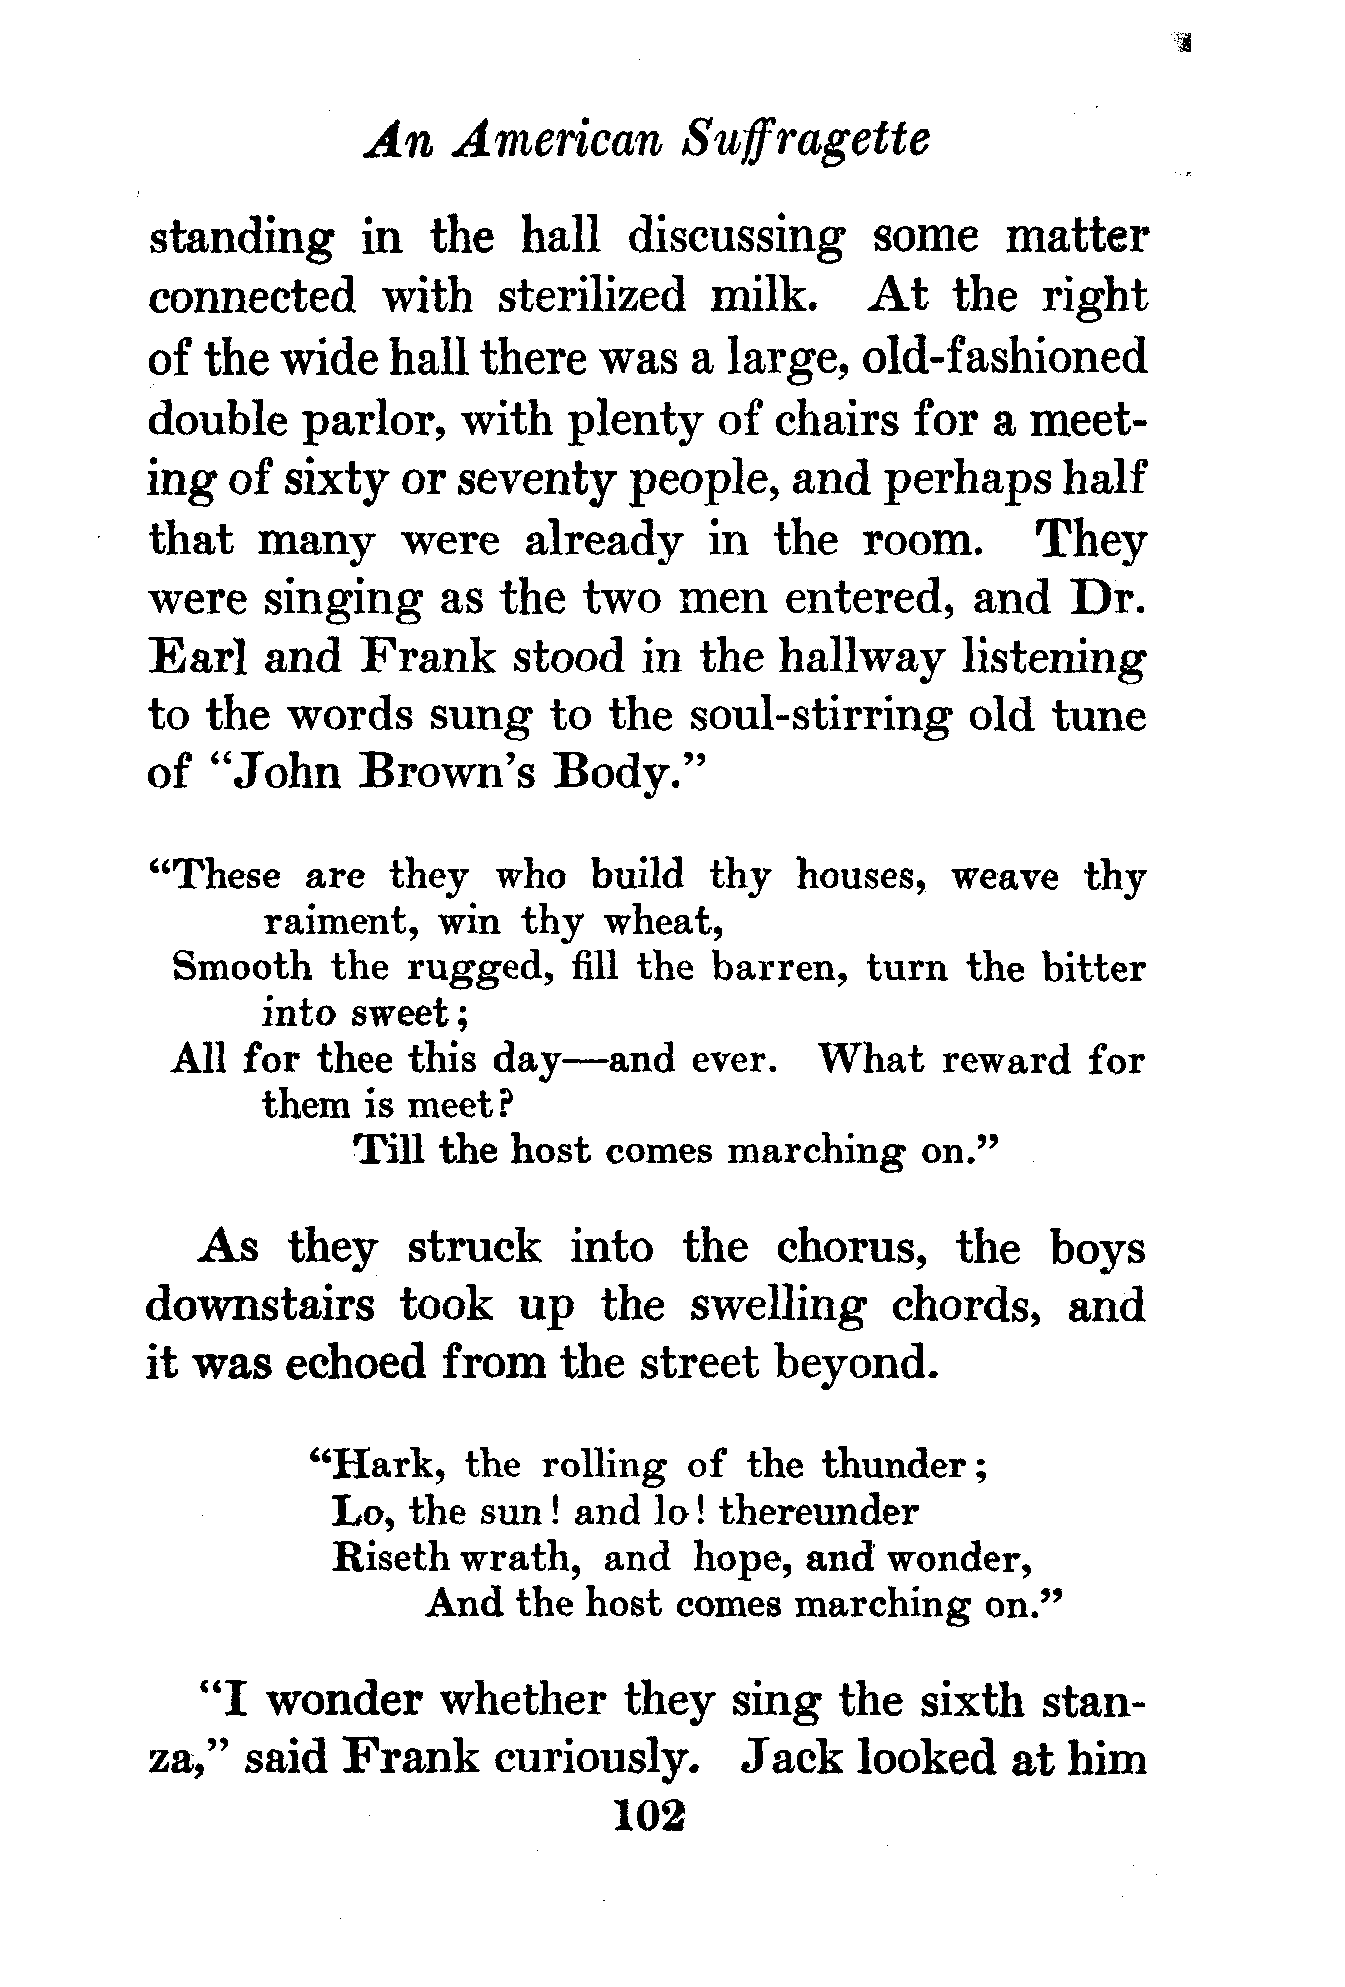 An American Suffragette
standing in the hall discussing some matter
connected with sterilized milk. At the right
of the wide hall there was a large, old-fashioned
double parlor, with plenty of chairs for a meet-
ing of sixty or seventy people, and perhaps half
that many were already in the room. They
were singing as the two men entered, and Dr.
Earl and Frank stood in the hallway listening
to the words sung to the soul-stirring old tune
of “John Brown’s Body.”
“These are they who build thy houses, weave thy
raiment, win thy wheat,
Smooth the rugged, fill the barren, turn the bitter
into sweet;
All for thee this day—and ever. What reward for
them is meet?
Till the host comes marching on.”
As they struck into the chorus, the boys
downstairs took up the swelling chords, and
it was echoed from the street beyond.
“Hark, the rolling of the thunder;
Lo, the sun! and lo! thereunder
Riseth wrath, and hope, and wonder,
And the host comes marching on.”
“I wonder whether they sing the sixth stan-
za,” said Frank curiously. Jack looked at him
102